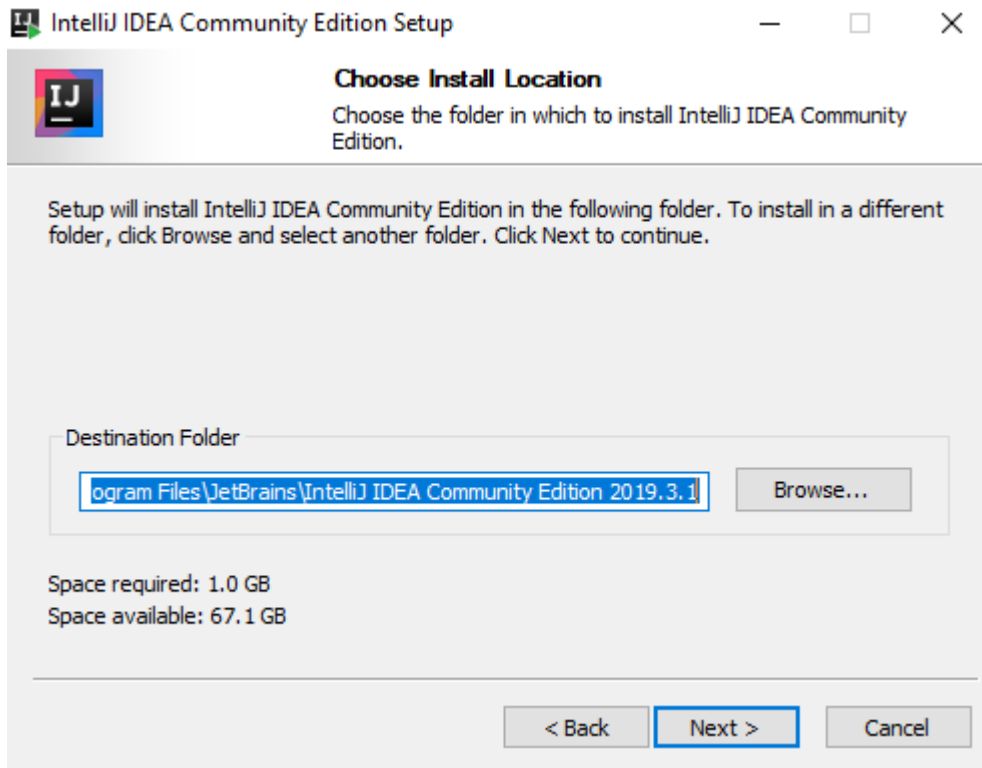 IntelliJ IDEA Community Edition Setup
IJ
Choose Install Location
Choose the folder in which to install IntelliJ IDEA Community
Edition.
Setup will install IntelliJ IDEA Community Edition in the following folder. To install in a different
folder, click Browse and select another folder. Click Next to continue.
Destination Folder
ogram Files\JetBrains\IntelliJ IDEA Community Edition 2019.3.1
Browse...
Space required: 1.0 GB
Space available: 67.1 GB
< Back
Next >
Cancel